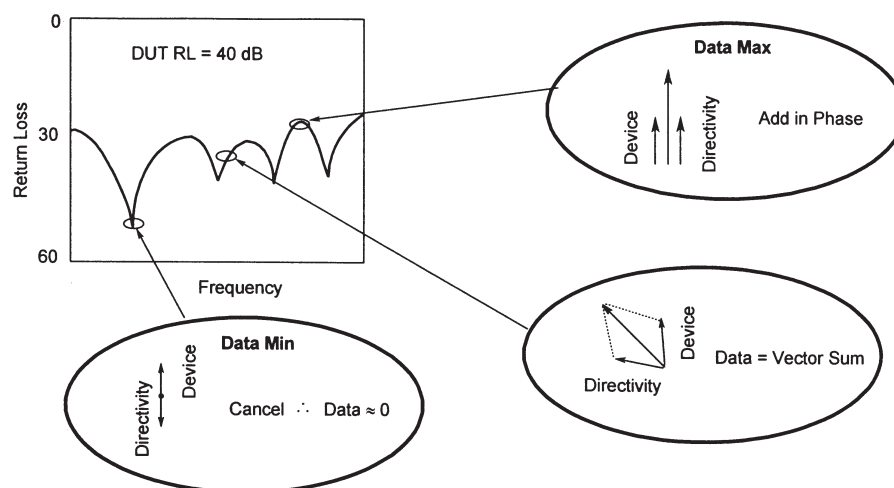 0
30
60
Return Loss
DUT RL = 40 dB
Frequency
Data Max
Device
Directivity
Add in Phase
Data Min
Directivity
Device
Cancel ∴ Data ≈ 0
Device
Directivity
Data = Vector Sum